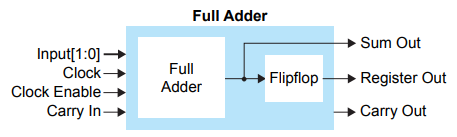 Full Adder
Input[1:0]
Clock
Clock Enable
Carry In
Full
Adder
Flipflop
Sum Out
Register Out
Carry Out